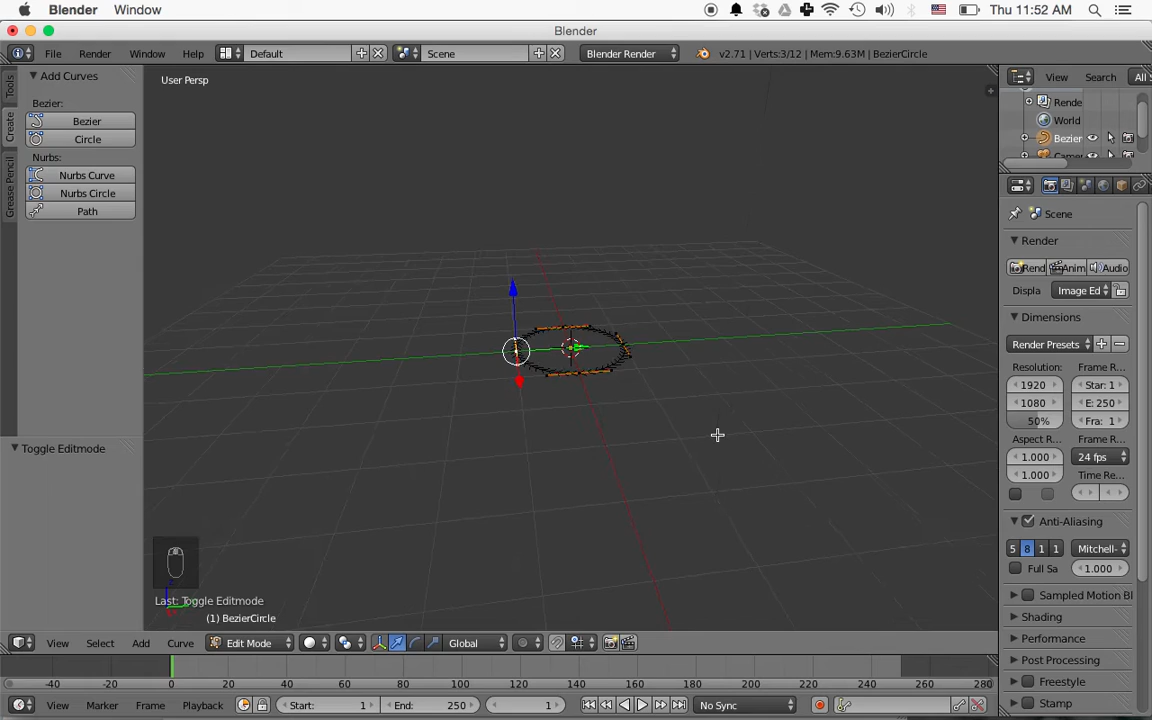 Blender Window Thu 11:52 AM
Blender
File Render Window Help Default Scene Blender Render v2.71 | Verts:3/12 | Mem:9.63M | BezierCircle
Tools
Create
Grease Pencil
Add Curves
Bezier:
Bezier
Circle
Nurbs:
Nurbs Curve
Nurbs Circle
Path
Toggle Editmode
User Persp
Last: Toggle Editmode
(1) BezierCircle
View Search All S
Rende
World
Bezier
Camer
Scene
Render
Rend Anim Audio
Displa Image Ed
Dimensions
Render Presets
Resolution: Frame R
1920 Star: 1
1080 E: 250
50% Fra: 1
Aspect R... Frame R
1.000 24 fps
1.000 Time Re...
Anti-Aliasing
5 8 1 1 Mitchell-
Full Sa 1.000
Sampled Motion Bl
Shading
Performance
Post Processing
Freestyle
Stamp
View Select Add Curve Edit Mode Global
-40 -20 0 20 40 60 80 100 120 140 160 180 200 220 240 260 280
View Marker Frame Playback Start: 1 End: 250 1 No Sync